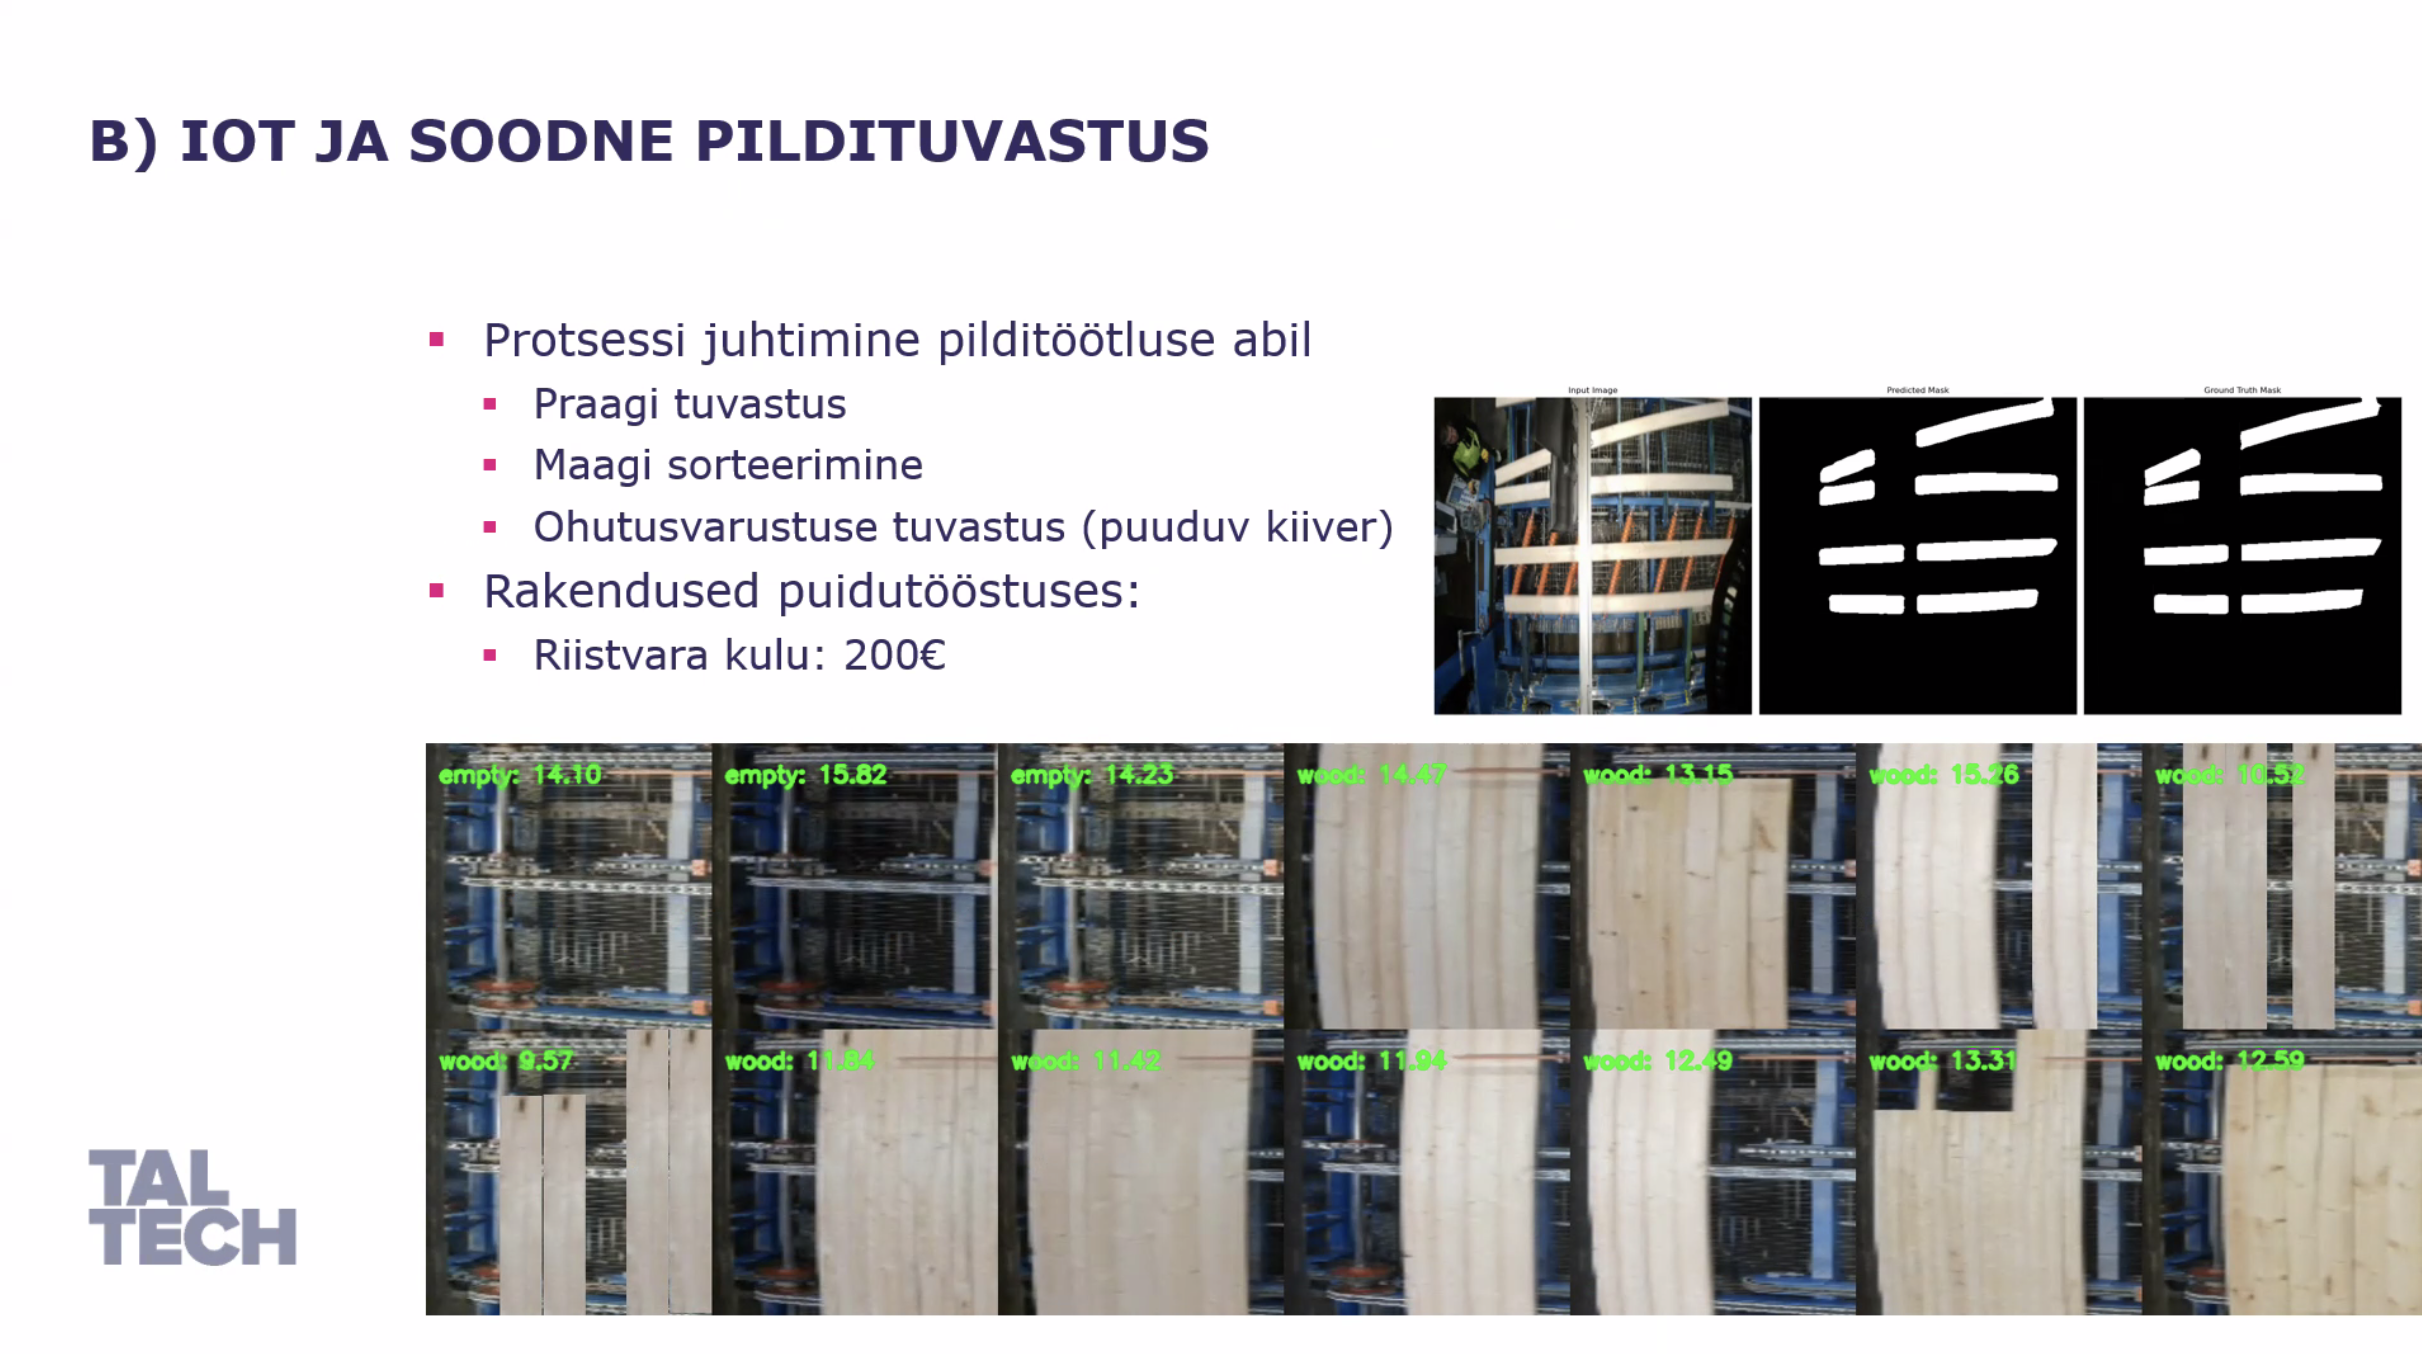 B) IOT JA SOODNE PILDITUVASTUS
Protsessi juhtimine pilditöötluse abil
Praagi tuvastus
Maagi sorteerimine
Ohutusvarustuse tuvastus (puuduv kiiver)
Rakendused puidutööstuses:
Riistvara kulu: 200€
Input Image
Predicted Mask
Ground Truth Mask
empty: 14.10
empty: 15.82
empty: 14.23
wood: 14.47
wood: 13.15
wood: 15.26
wood: 10.52
wood: 9.57
wood: 11.84
wood: 11.42
wood: 11.94
wood: 12.49
wood: 13.31
wood: 12.59
TAL
TECH